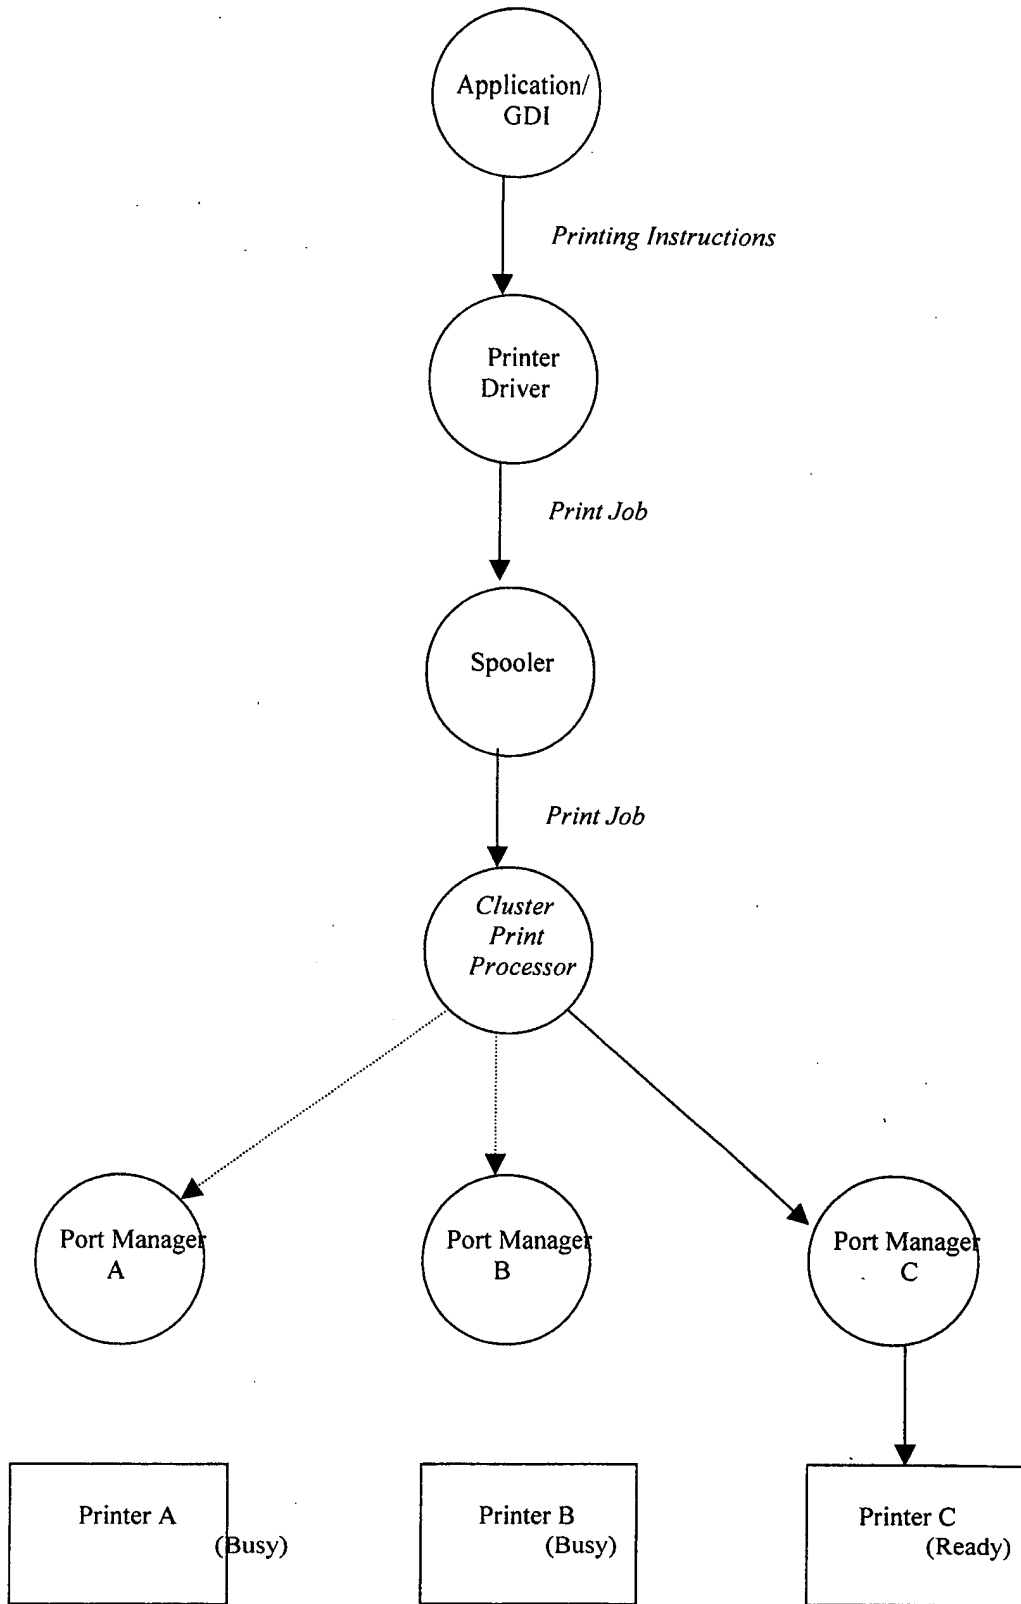 Application/
GDI
Printing Instructions
Printer
Driver
Print Job
Spooler
Print Job
Cluster
Print
Processor
Port Manager
A
Port Manager
B
Port Manager
C
Printer A
(Busy)
Printer B
(Busy)
Printer C
(Ready)